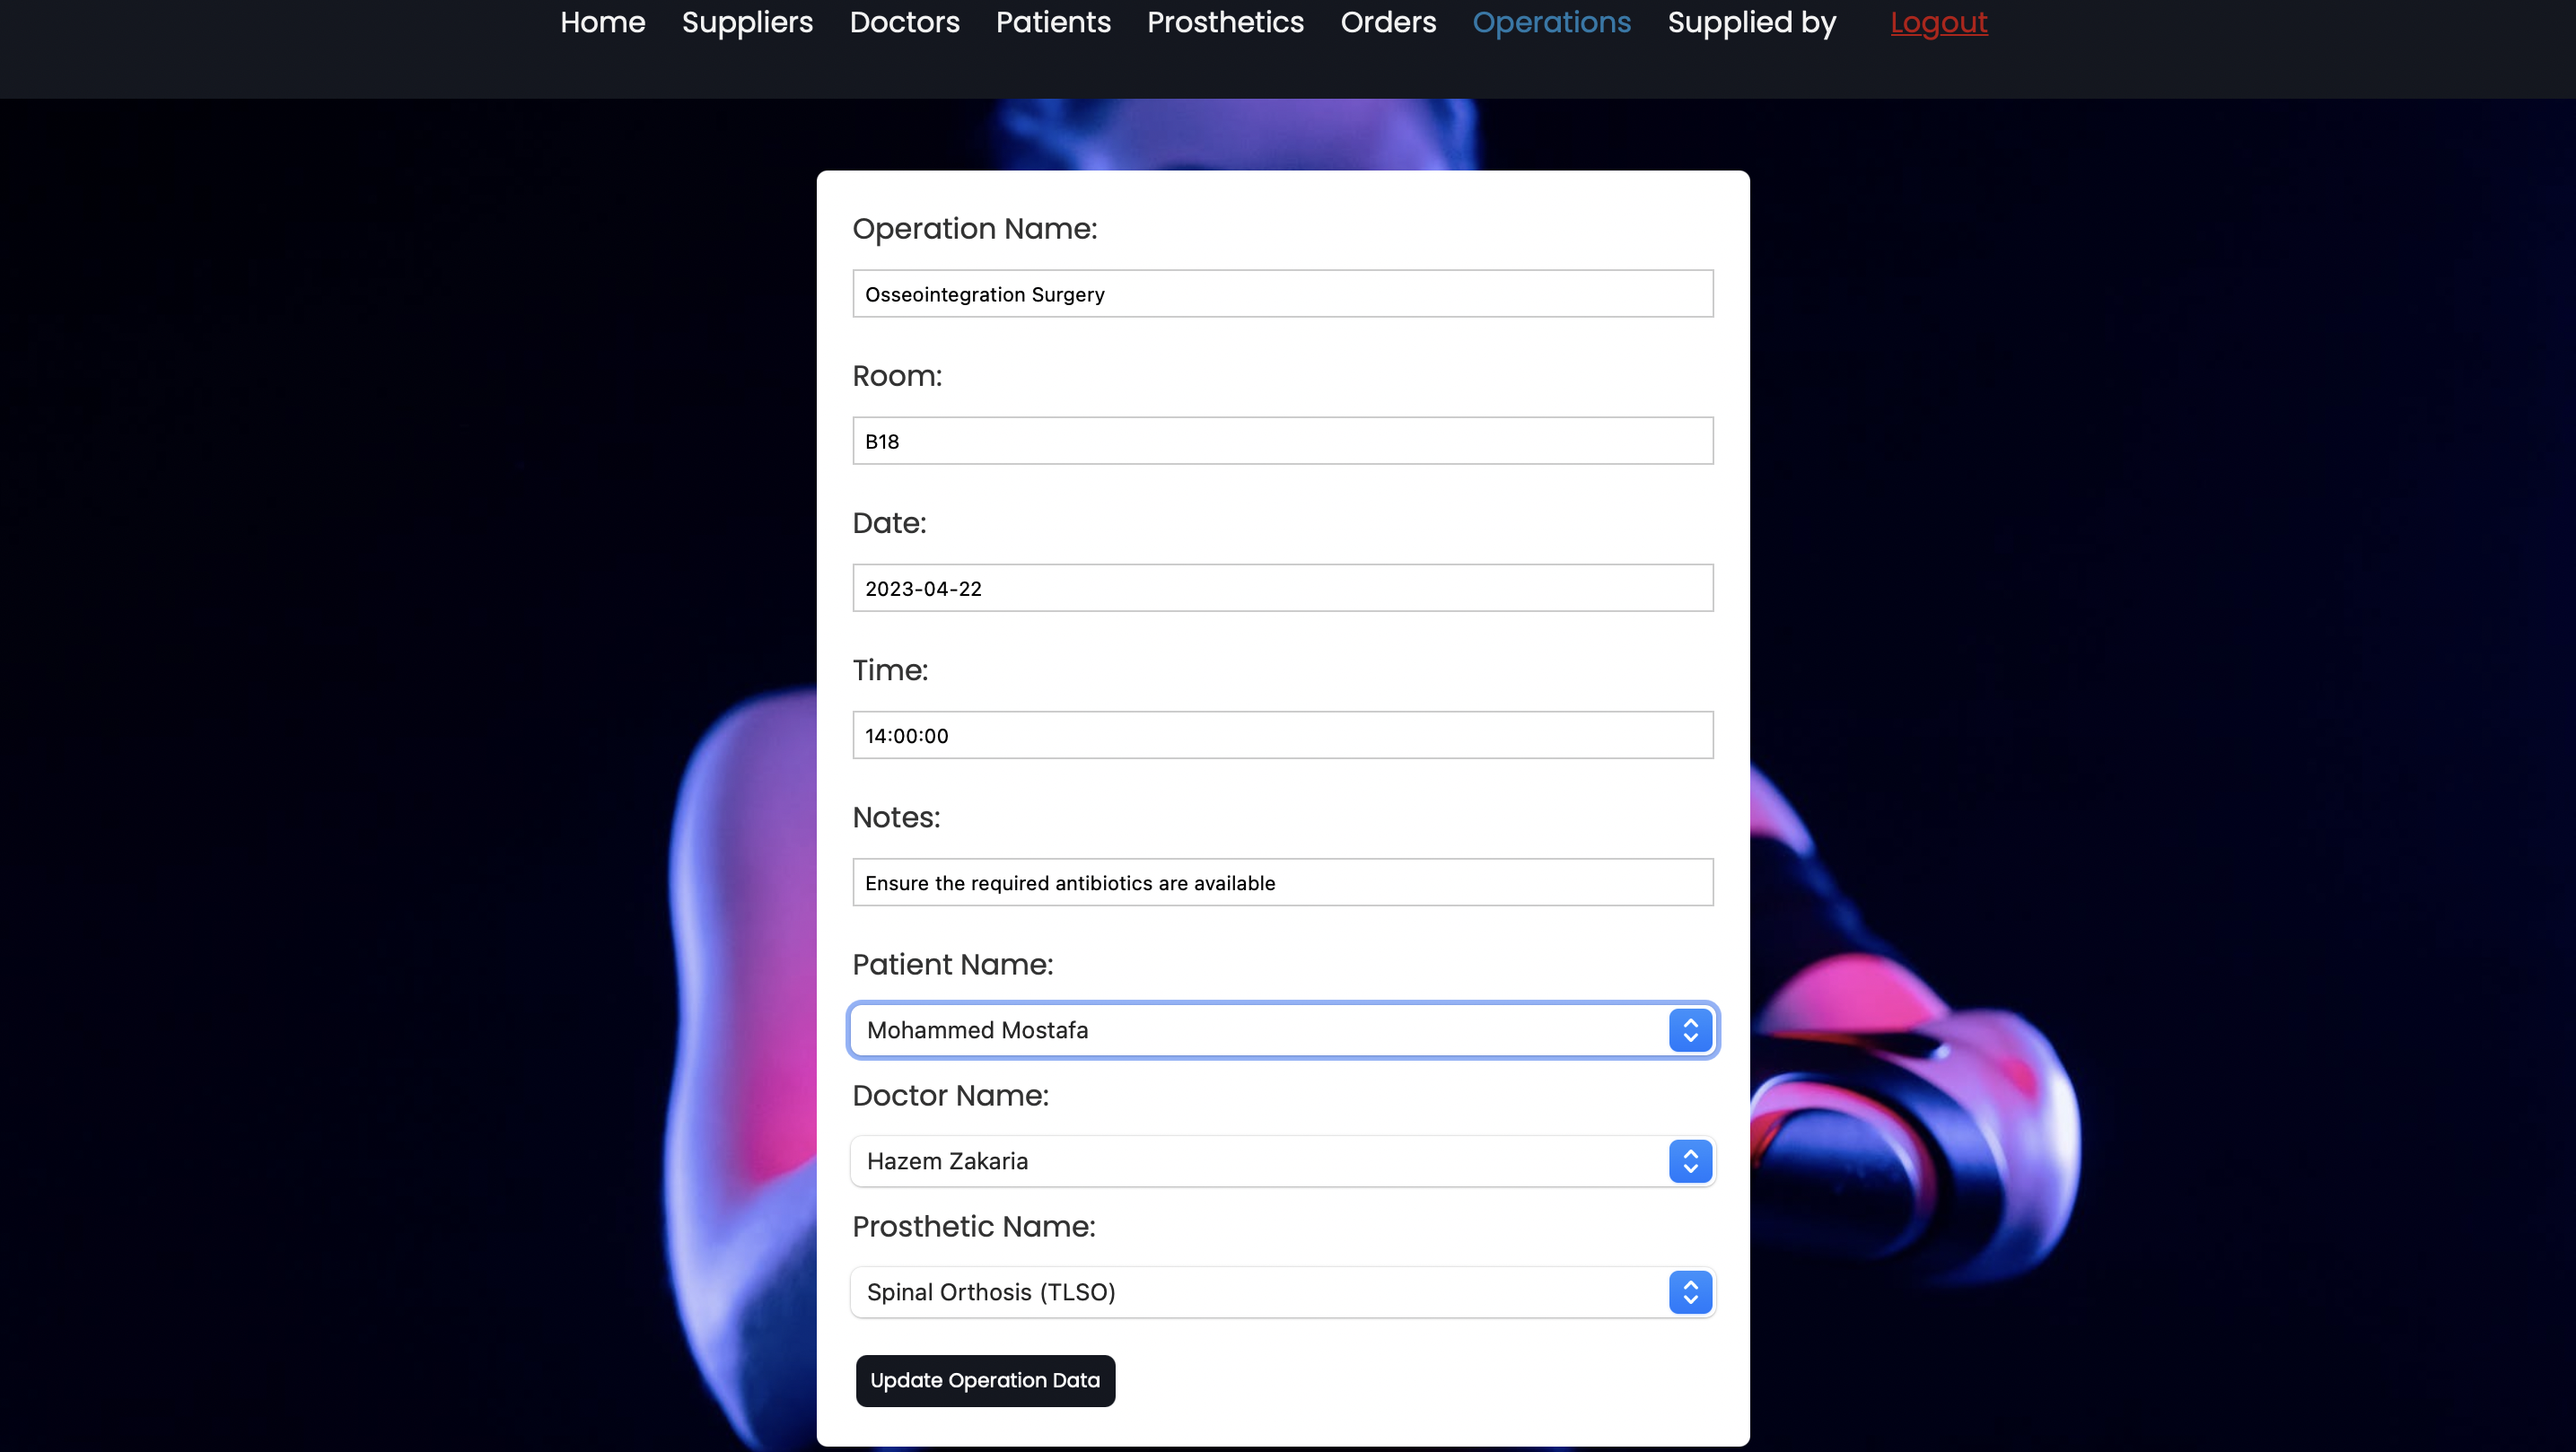 Home Suppliers Doctors Patients Prosthetics Orders Operations Supplied by Logout
Operation Name:
Osseointegration Surgery
Room:
B18
Date:
2023-04-22
Time:
14:00:00
Notes:
Ensure the required antibiotics are available
Patient Name:
Mohammed Mostafa
Doctor Name:
Hazem Zakaria
Prosthetic Name:
Spinal Orthosis (TLSO)
Update Operation Data